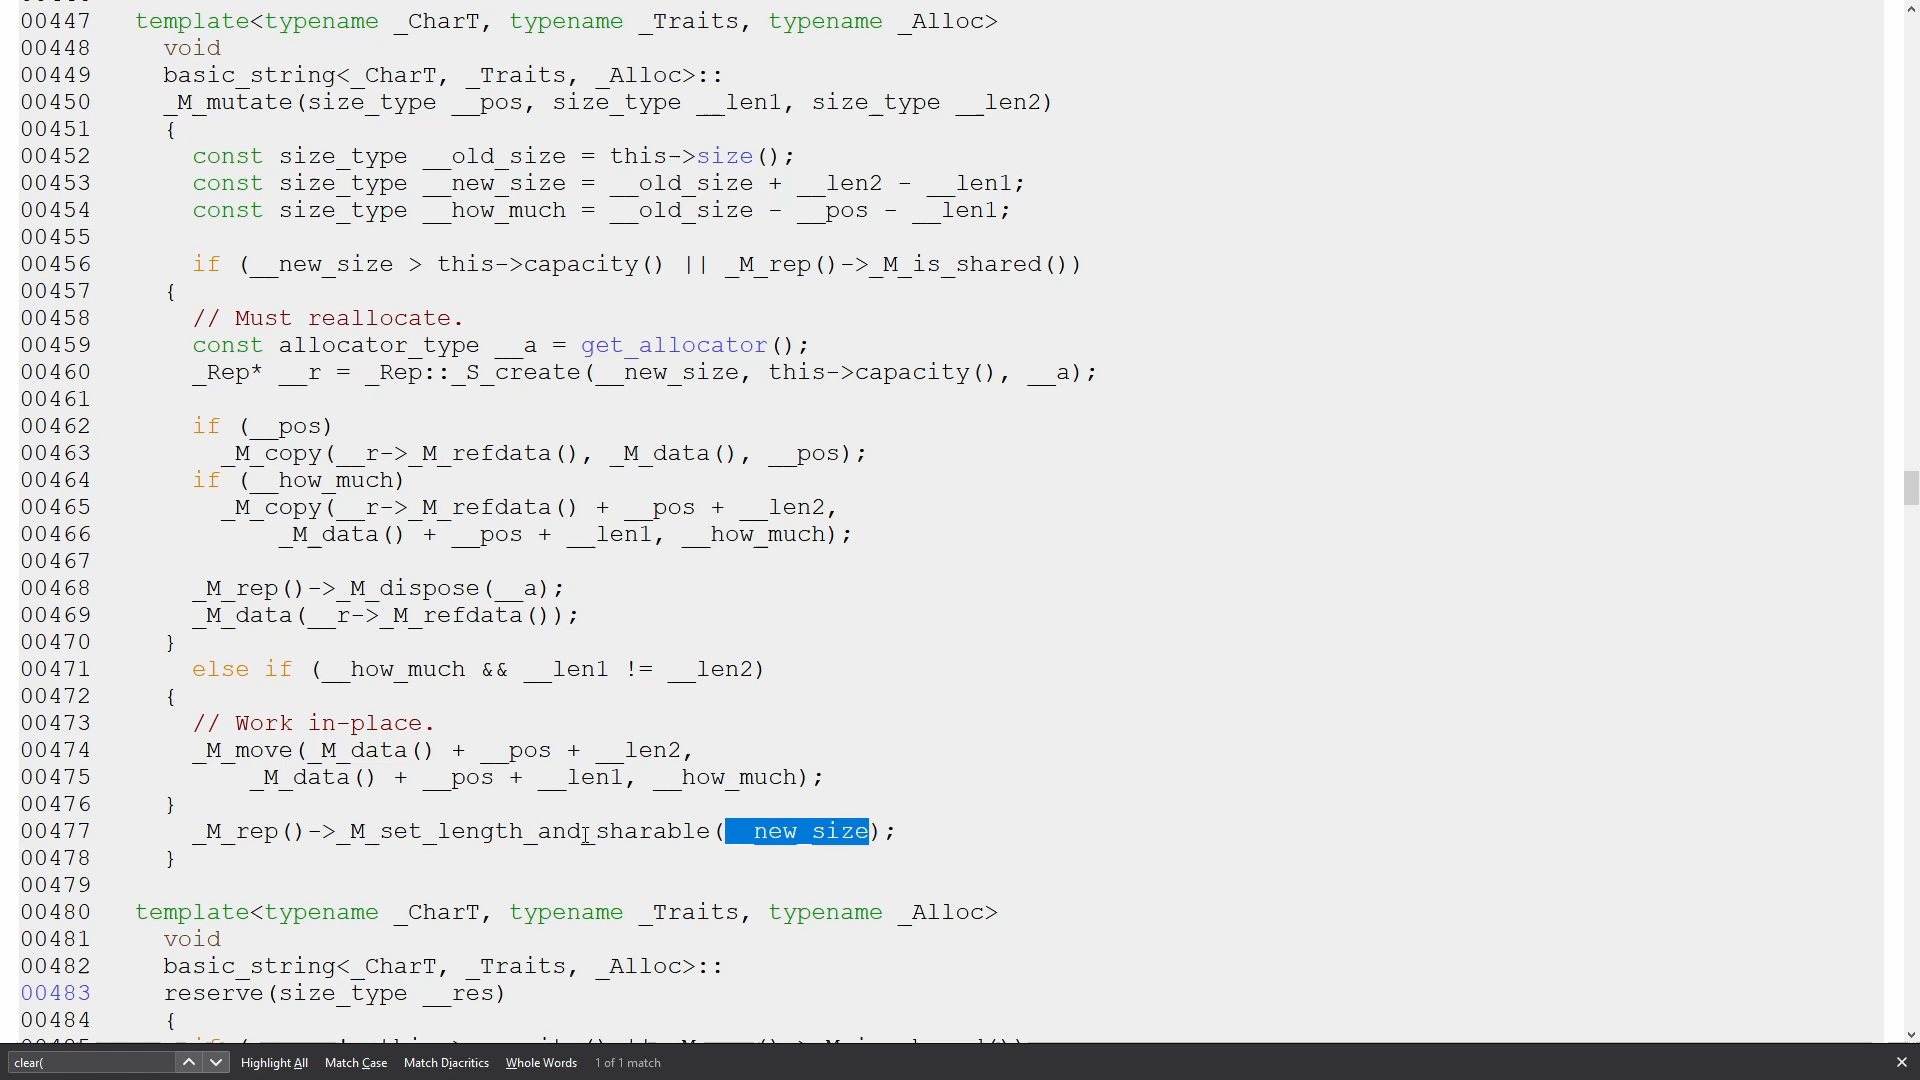 00447 template<typename _CharT, typename _Traits, typename _Alloc>
00448 void
00449 basic_string<_CharT, _Traits, _Alloc>::
00450 _M_mutate(size_type __pos, size_type __len1, size_type __len2)
00451 {
00452 const size_type __old_size = this->size();
00453 const size_type __new_size = __old_size + __len2 - __len1;
00454 const size_type __how_much = __old_size - __pos - __len1;
00455
00456 if (__new_size > this->capacity() || _M_rep()->_M_is_shared())
00457 {
00458 // Must reallocate.
00459 const allocator_type __a = get_allocator();
00460 _Rep* __r = _Rep::_S_create(__new_size, this->capacity(), __a);
00461
00462 if (__pos)
00463 _M_copy(__r->_M_refdata(), _M_data(), __pos);
00464 if (__how_much)
00465 _M_copy(__r->_M_refdata() + __pos + __len2,
00466 _M_data() + __pos + __len1, __how_much);
00467
00468 _M_rep()->_M_dispose(__a);
00469 _M_data(__r->_M_refdata());
00470 }
00471 else if (__how_much && __len1 != __len2)
00472 {
00473 // Work in-place.
00474 _M_move(_M_data() + __pos + __len2,
00475 _M_data() + __pos + __len1, __how_much);
00476 }
00477 _M_rep()->_M_set_length_and_sharable(__new_size);
00478 }
00479
00480 template<typename _CharT, typename _Traits, typename _Alloc>
00481 void
00482 basic_string<_CharT, _Traits, _Alloc>::
00483 reserve(size_type __res)
00484 {
clear( Highlight All Match Case Match Diacritics Whole Words 1 of 1 match